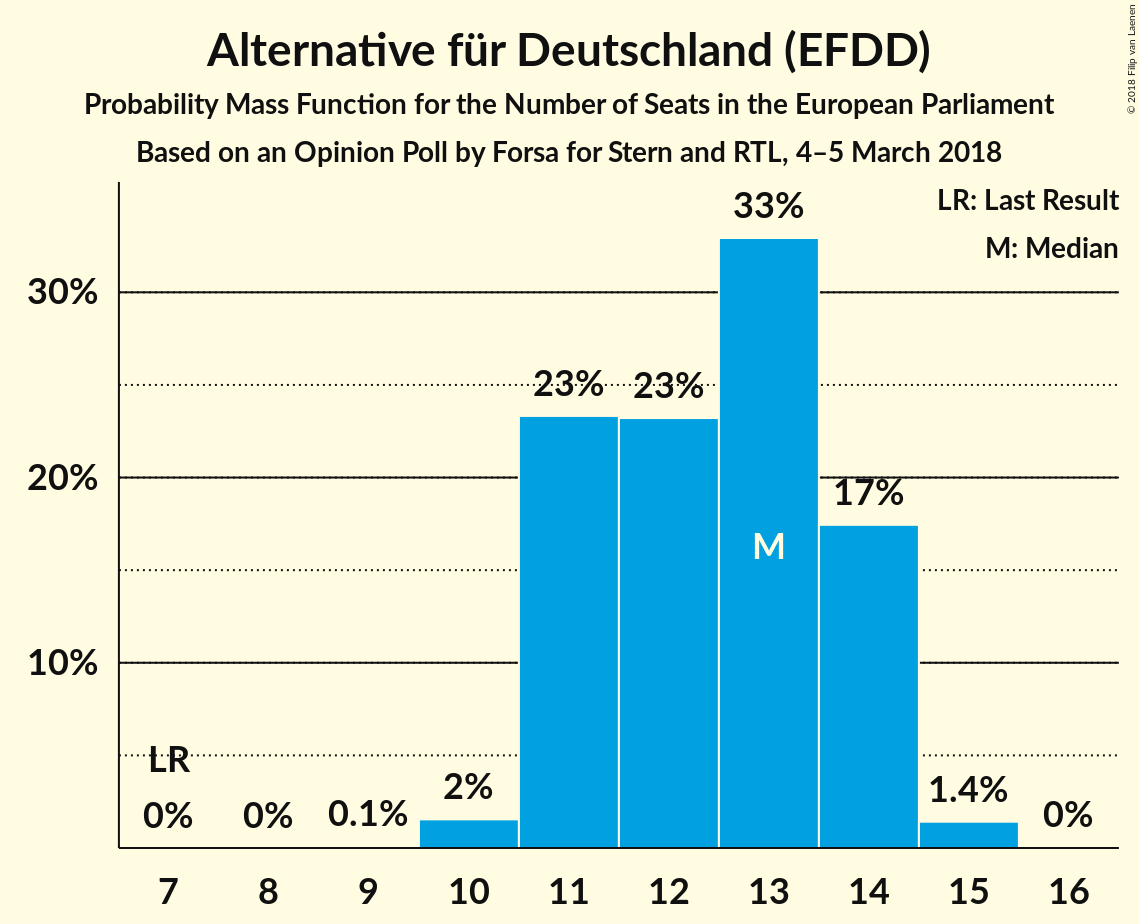 Alternative für Deutschland (EFDD)
Probability Mass Function for the Number of Seats in the European Parliament
Based on an Opinion Poll by Forsa for Stern and RTL, 4–5 March 2018
© 2018 Filip van Laenen
LR: Last Result
M: Median
33%
30%
23% 23%
20%
17%
M
10%
LR
0% 0% 0.1% 2% 1.4% 0%
7 8 9 10 11 12 13 14 15 16